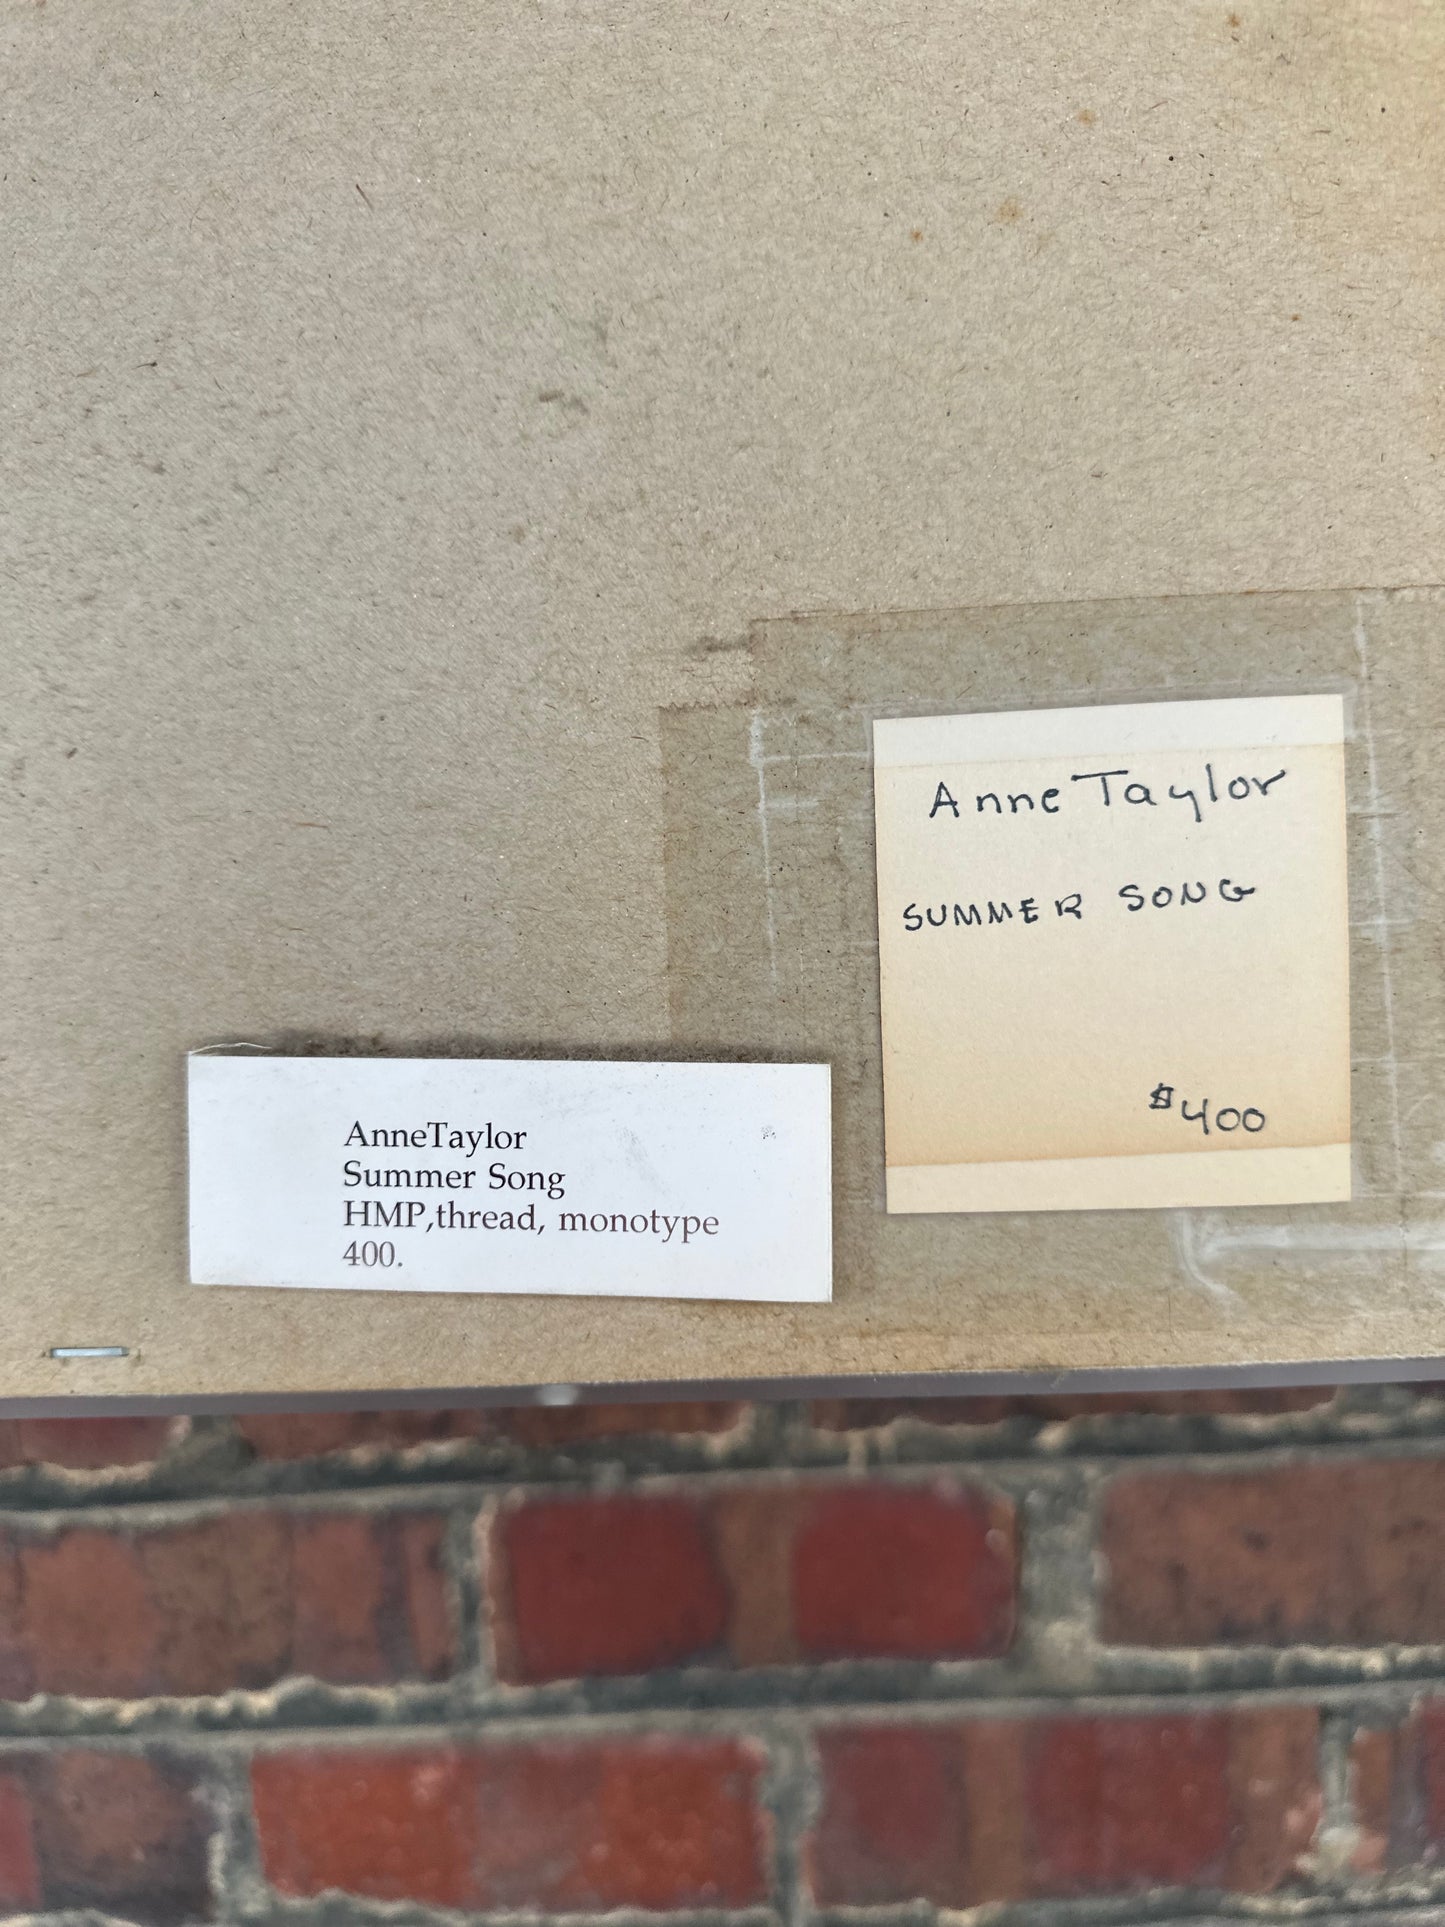 Anne Taylor
SUMMER SONG
$400
AnneTaylor
Summer Song
HMP,thread, monotype
400.